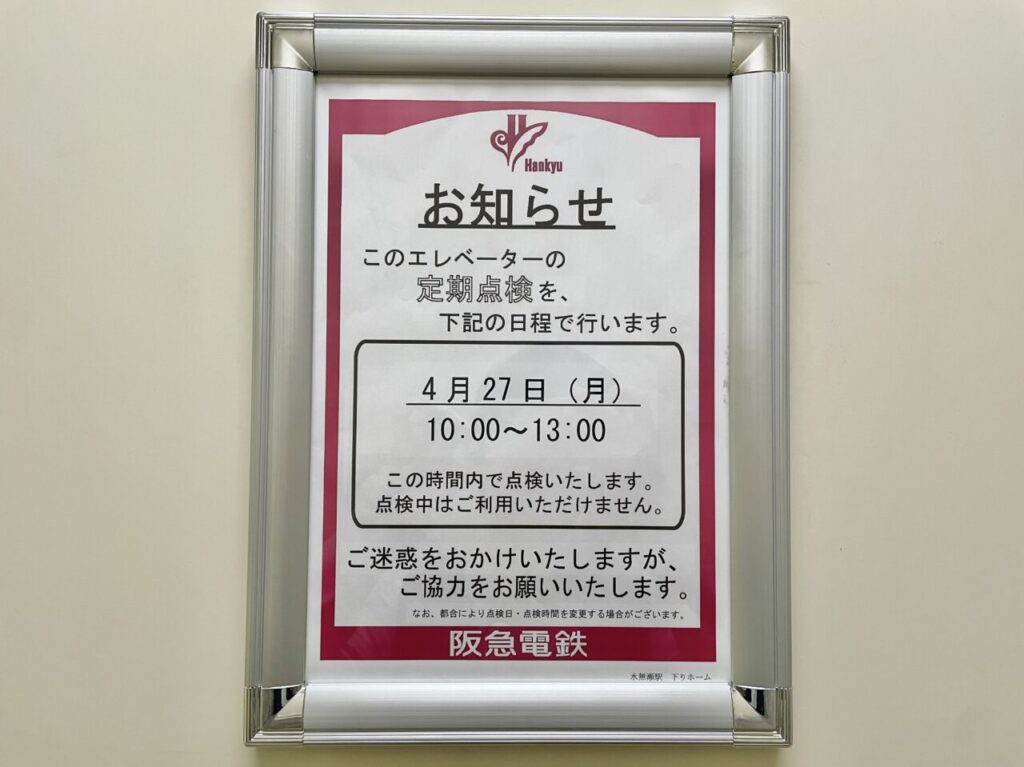 Hankyu
お知らせ
このエレベーターの
定期点検を、
下記の日程で行います。
4月27日（月）
10:00～13:00
この時間内で点検いたします。
点検中はご利用いただけません。
ご迷惑をおかけいたしますが、
ご協力をお願いいたします。
なお、都合により点検日・点検時間を変更する場合がございます。
阪急電鉄
水無瀬駅　下りホーム